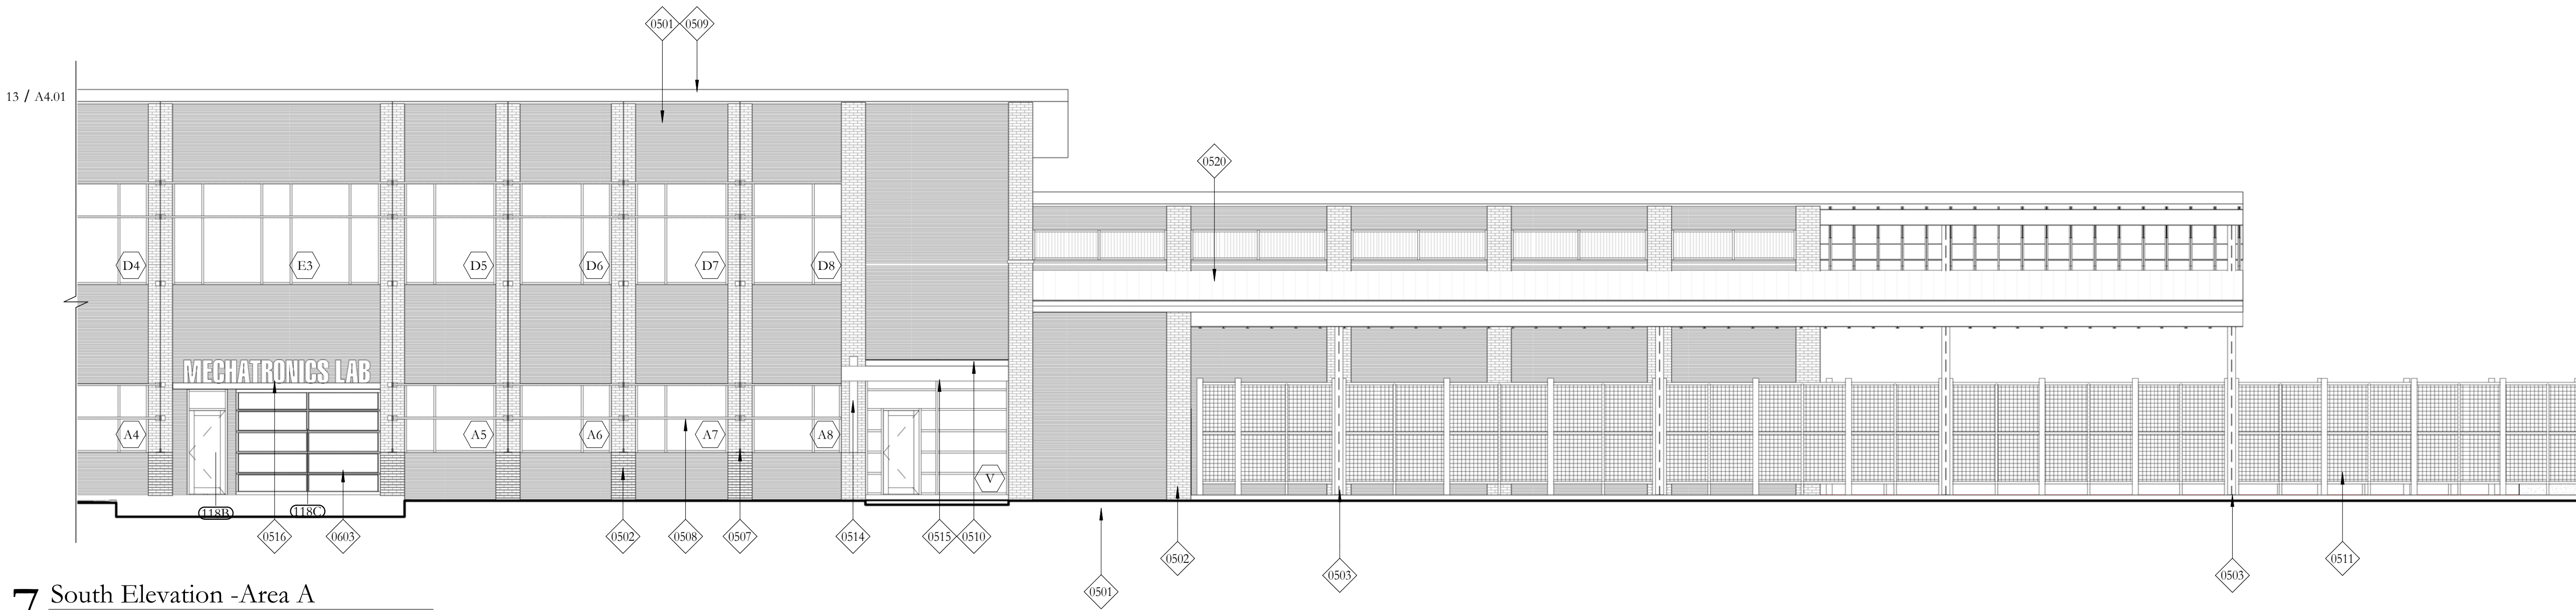 0501 0509
13 / A4.01
0520
D4 E3 D5 D6 D7 D8
MECHATRONICS LAB
A4 A5 A6 A7 A8
V
118B 118C
0516 0603 0502 0508 0507 0514 0515 0510
0502
0503 0503 0511
0501
7 South Elevation -Area A